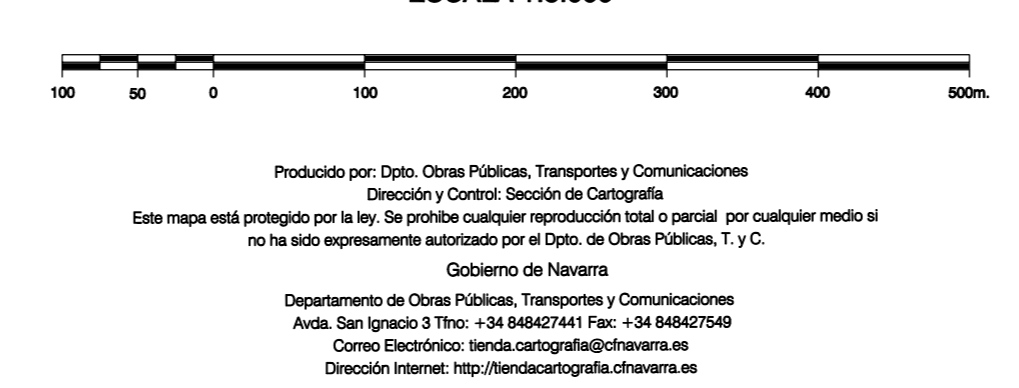 100 50 0 100 200 300 400 500m.
Producido por: Dpto. Obras Públicas, Transportes y Comunicaciones
Dirección y Control: Sección de Cartografía
Este mapa está protegido por la ley. Se prohibe cualquier reproducción total o parcial por cualquier medio si
no ha sido expresamente autorizado por el Dpto. de Obras Públicas, T. y C.
Gobierno de Navarra
Departamento de Obras Públicas, Transportes y Comunicaciones
Avda. San Ignacio 3 Tfno: +34 848427441 Fax: +34 848427549
Correo Electrónico: tienda.cartografia@cfnavarra.es
Dirección Internet: http://tiendacartografia.cfnavarra.es